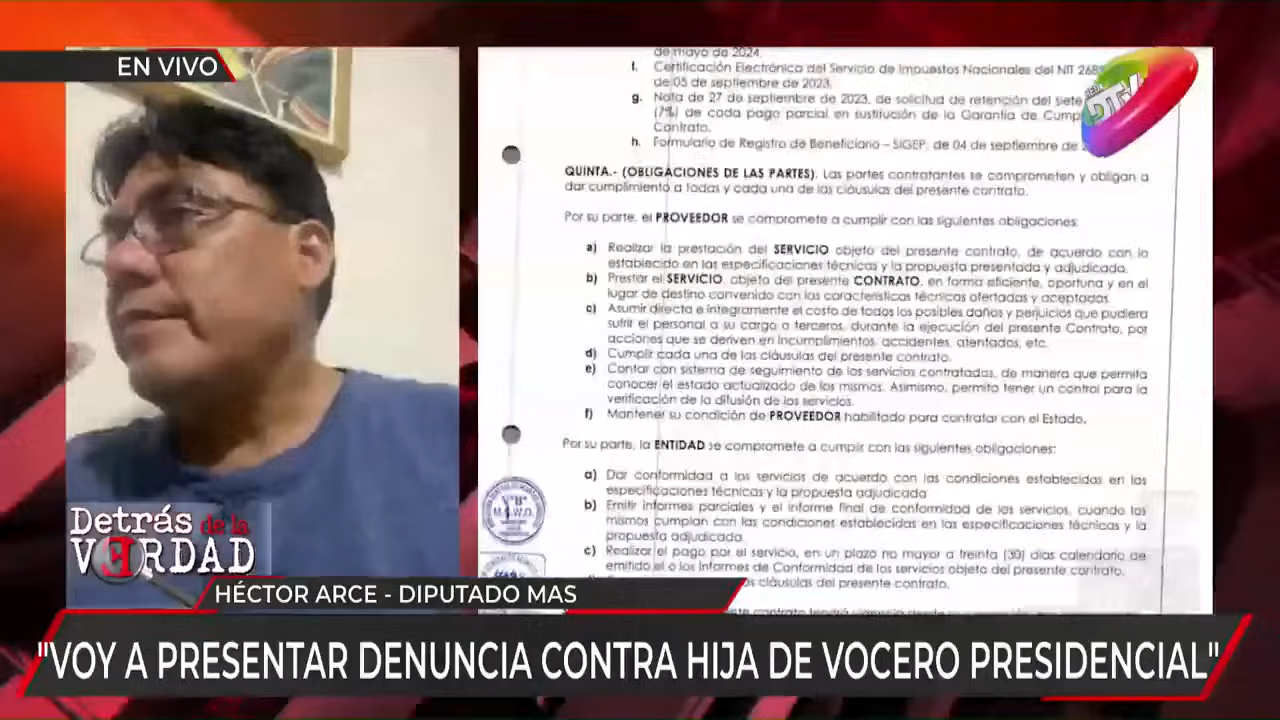 EN VIVO
de mayo de 2024.
f. Certificación Electrónica del Servicio de Impuestos Nacionales del NIT
de 05 de septiembre de 2023.
g. Nota de 27 de septiembre de 2023, de solicitud de retención del siete
(7%) de cada pago parcial en sustitución de la Garantía de
Contrato.
h. Formulario de Registro de Beneficiario – SIGEP, de 04 de septiembre de
QUINTA.- (OBLIGACIONES DE LAS PARTES). Las partes contratantes se comprometen y obligan a
dar cumplimiento a todas y cada una de las cláusulas del presente contrato.
Por su parte, el PROVEEDOR se compromete a cumplir con las siguientes obligaciones:
a) Realizar la prestación del SERVICIO objeto del presente contrato, de acuerdo con lo
establecido en las especificaciones técnicas y la propuesta presentada y adjudicada.
b) Prestar el SERVICIO, objeto del presente CONTRATO, en forma eficiente, oportuna y en el
lugar de destino convenido con las características técnicas ofertadas y aceptadas
c) Asumir directa e íntegramente el costo de todos los posibles daños y perjuicios que pudiera
sufrir el personal a su cargo o terceros, durante la ejecución del presente Contrato, por
acciones que se deriven en incumplimientos, accidentes, atentados, etc.
d) Cumplir cada una de las cláusulas del presente contrato.
e) Contar con sistema de seguimiento de los servicios contratados, de manera que permita
conocer el estado actualizado de los mismos. Asimismo, permita tener un control para la
verificación de la difusión de los servicios.
f) Mantener su condición de PROVEEDOR habilitado para contratar con el Estado.
Por su parte, la ENTIDAD se compromete a cumplir con las siguientes obligaciones:
a) Dar conformidad a los servicios de acuerdo con las condiciones establecidas en las
especificaciones técnicas y la propuesta adjudicada
b) Emitir informes parciales y el informe final de conformidad de los servicios, cuando los
mismos cumplan con las condiciones establecidas en las especificaciones técnicas y la
propuesta adjudicada.
c) Realizar el pago por el servicio, en un plazo no mayor a treinta (30) días calendario de
emitido el o los Informes de Conformidad de los servicios objeto del presente contrato.
cláusulas del presente contrato.
Detrás de la
VERDAD
HÉCTOR ARCE - DIPUTADO MAS
"VOY A PRESENTAR DENUNCIA CONTRA HIJA DE VOCERO PRESIDENCIAL"